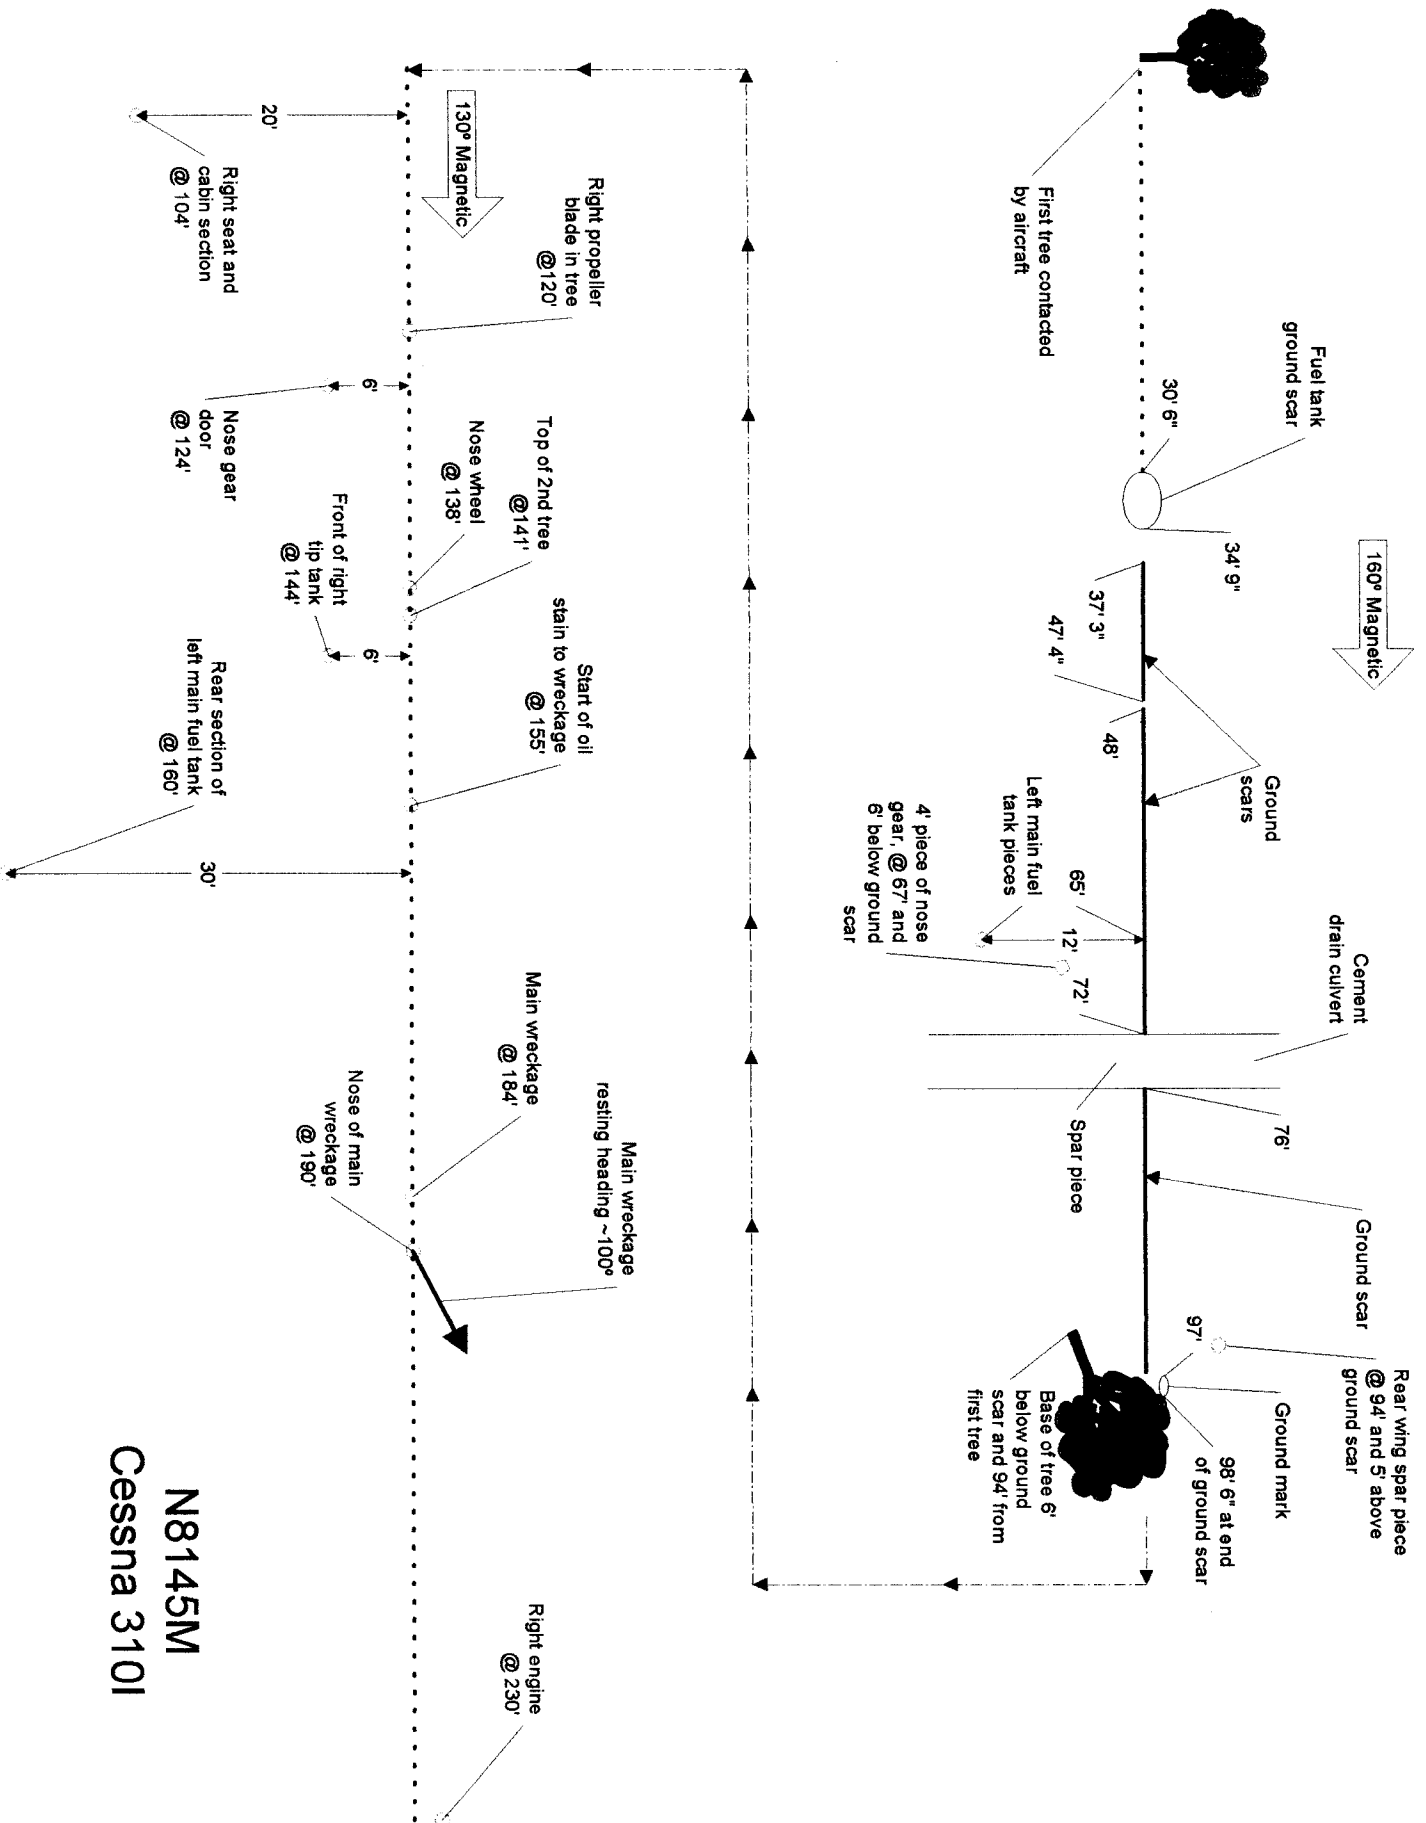 160º Magnetic
Fuel tank
ground scar
30' 6"
34' 9"
First tree contacted
by aircraft
37' 3"
47' 4"
48'
Ground
scars
65'
12'
Left main fuel
tank pieces
4' piece of nose
gear, @ 67' and
6' below ground
scar
72'
Cement
drain culvert
Spar piece
76'
Ground scar
Rear wing spar piece
@ 94' and 5' above
ground scar
97'
Ground mark
98' 6" at end
of ground scar
Base of tree 6'
below ground
scar and 94' from
first tree
130º Magnetic
20'
Right seat and
cabin section
@ 104'
Right propeller
blade in tree
@120'
6'
Nose gear
door
@ 124'
Top of 2nd tree
@141'
Nose wheel
@ 138'
Front of right
tip tank
@ 144'
6'
Start of oil
stain to wreckage
@ 155'
Rear section of
left main fuel tank
@ 160'
30'
Main wreckage
@ 184'
Main wreckage
resting heading ~100º
Nose of main
wreckage
@ 190'
Right engine
@ 230'
N8145M
Cessna 310I